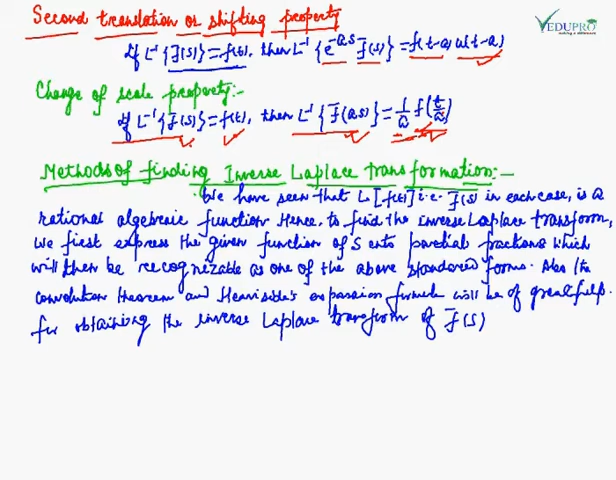 Second translation or shifting property
VEDUPRO
making a difference
If L⁻¹ {f̄(s)} = f(t), then L⁻¹ {e⁻ᵃˢ f̄(s)} = f(t-a) u(t-a)
Change of scale property:-
If L⁻¹ {f̄(s)} = f(t), then L⁻¹ {f̄(as)} = 1/a f(t/a)
Methods of finding Inverse Laplace transformation:-
We have seen that L [f(t)] i.e. f̄(s) in each case, is a
rational algebraic function. Hence, to find the inverse Laplace transform,
We first express the given function of S into partial fractions which
will then be recognizable as one of the above standard forms. Also the
convolution theorem and Heaviside's expansion formula will be of great help
for obtaining the inverse Laplace transform of f̄(s)